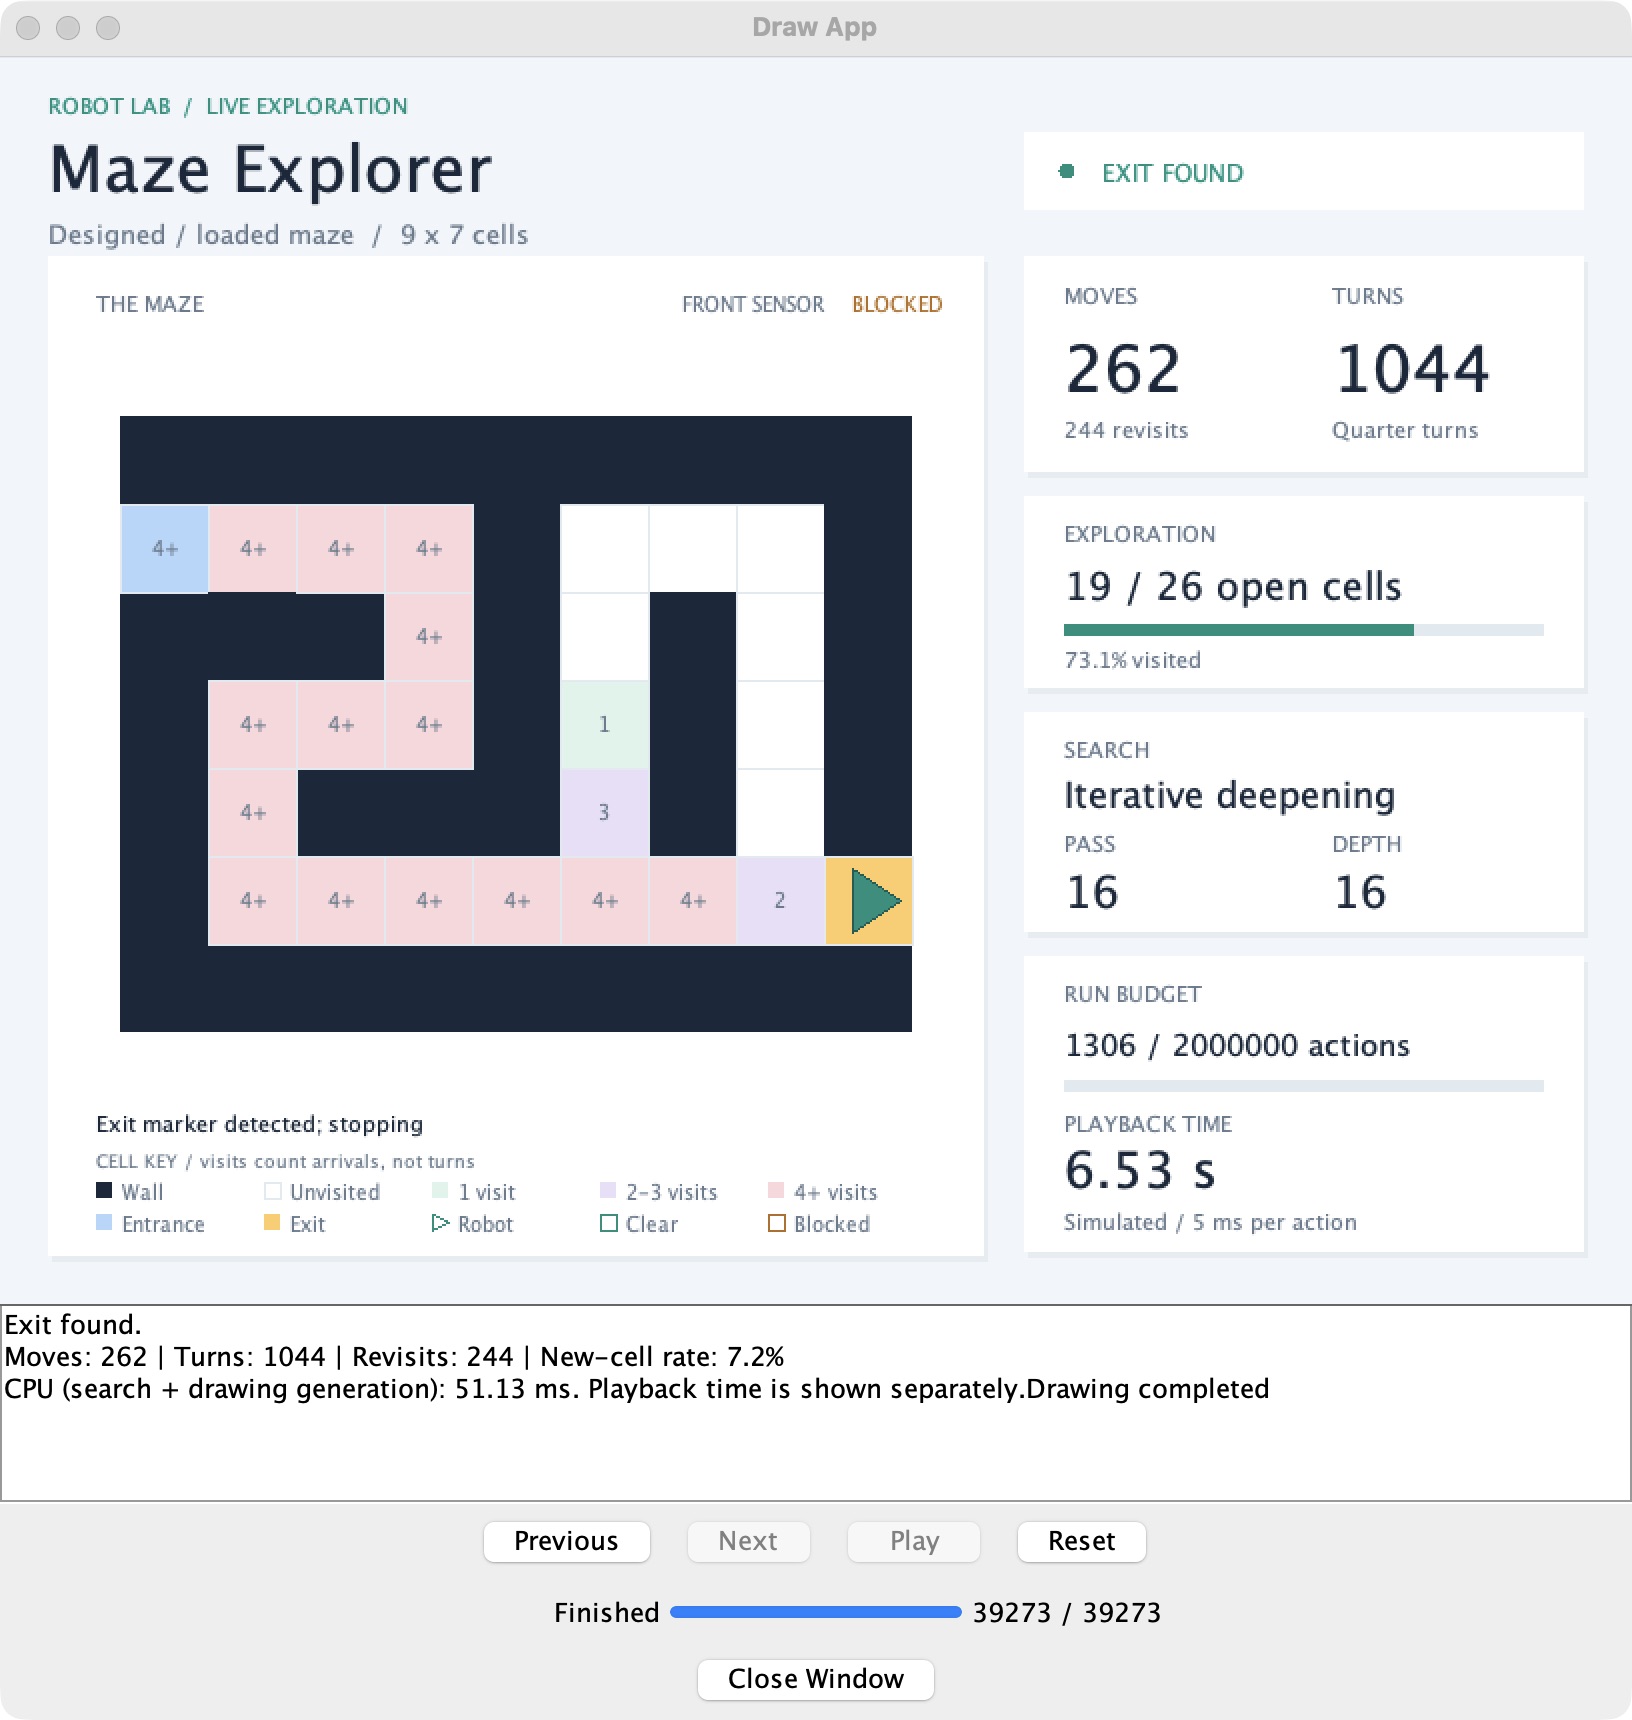 Draw App
ROBOT LAB / LIVE EXPLORATION
Maze Explorer
Designed / loaded maze / 9 x 7 cells
EXIT FOUND
THE MAZE
FRONT SENSOR BLOCKED
4+ 4+ 4+ 4+
4+
4+ 4+ 4+ 1
4+ 3
4+ 4+ 4+ 4+ 4+ 4+ 2
Exit marker detected; stopping
CELL KEY / visits count arrivals, not turns
Wall Unvisited 1 visit 2-3 visits 4+ visits
Entrance Exit Robot Clear Blocked
MOVES TURNS
262 1044
244 revisits Quarter turns
EXPLORATION
19 / 26 open cells
73.1% visited
SEARCH
Iterative deepening
PASS DEPTH
16 16
RUN BUDGET
1306 / 2000000 actions
PLAYBACK TIME
6.53 s
Simulated / 5 ms per action
Exit found.
Moves: 262 | Turns: 1044 | Revisits: 244 | New-cell rate: 7.2%
CPU (search + drawing generation): 51.13 ms. Playback time is shown separately.Drawing completed
Previous Next Play Reset
Finished 39273 / 39273
Close Window